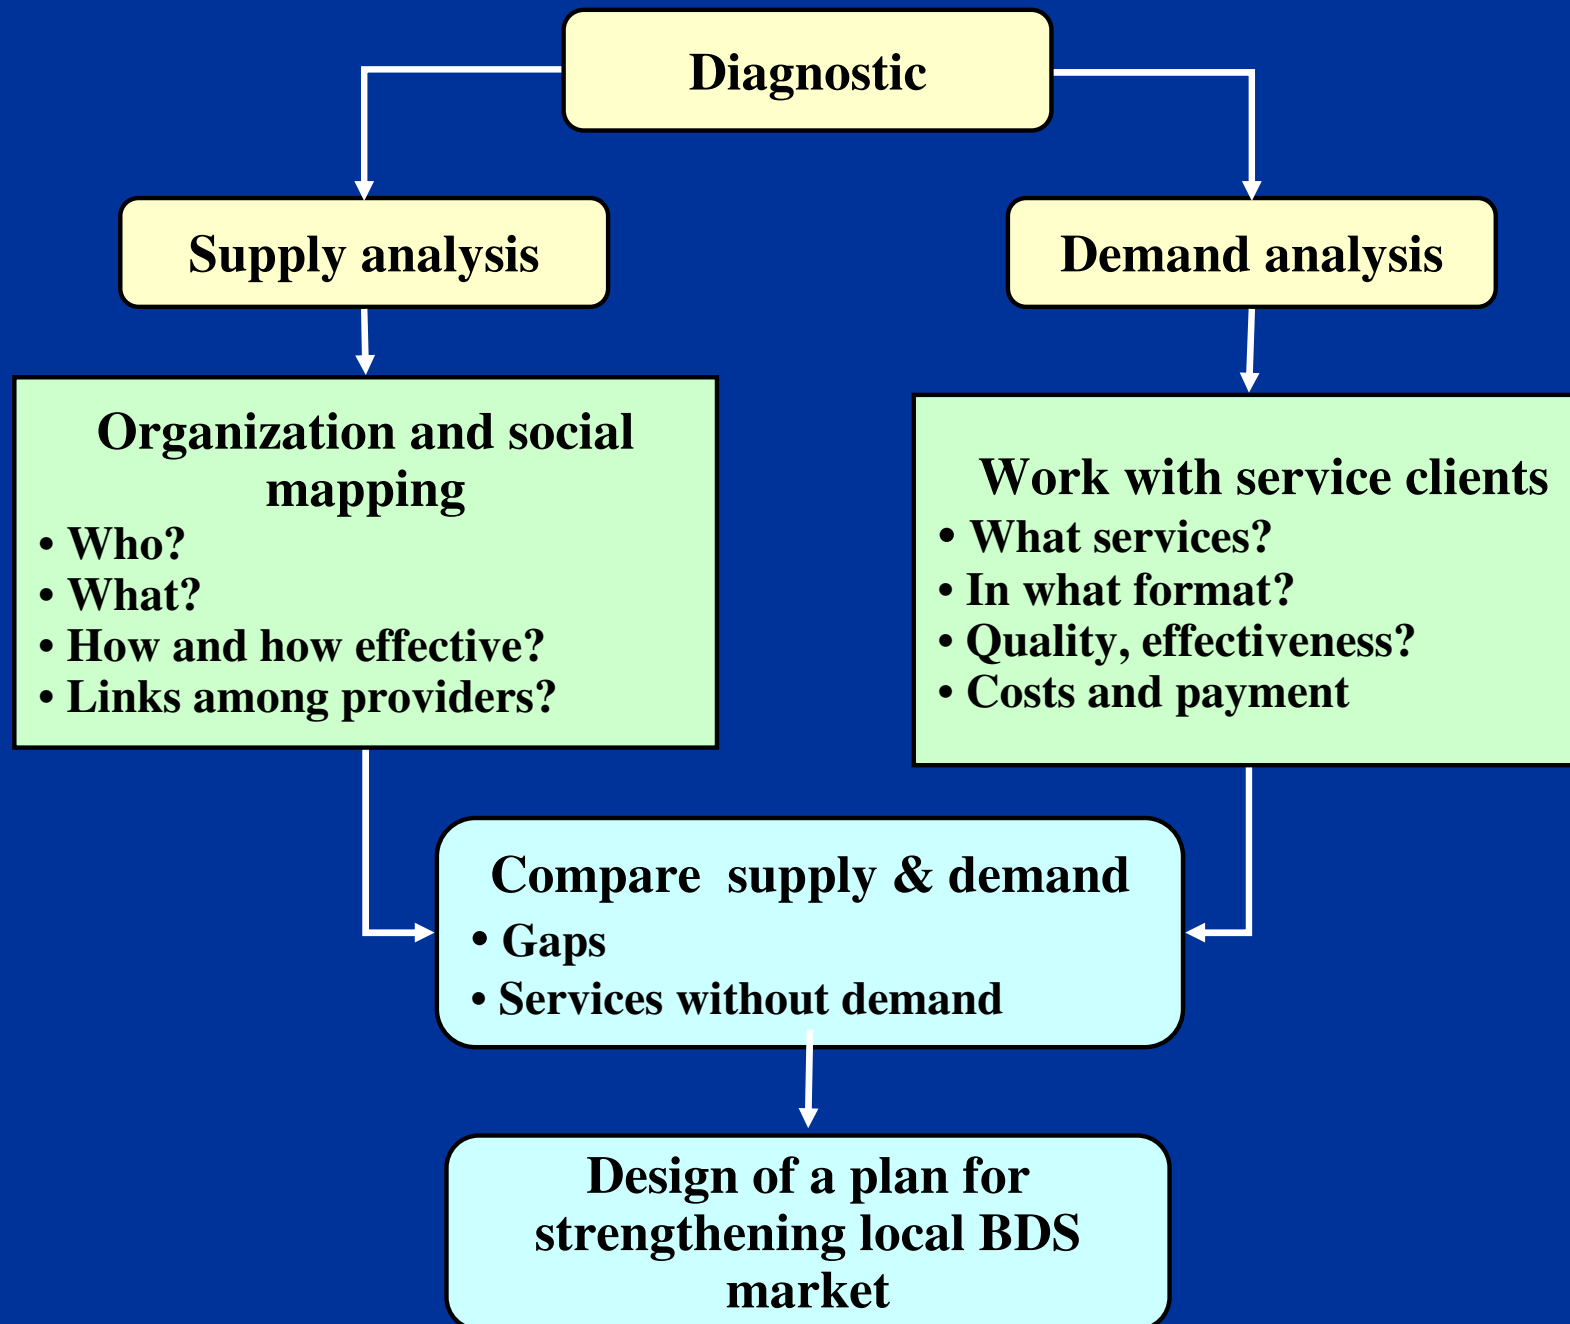 Diagnostic
Supply analysis
Demand analysis
Organization and social
mapping
• Who?
• What?
• How and how effective?
• Links among providers?
Work with service clients
• What services?
• In what format?
• Quality, effectiveness?
• Costs and payment
Compare  supply & demand
• Gaps
• Services without demand
Design of a plan for
strengthening local BDS
market